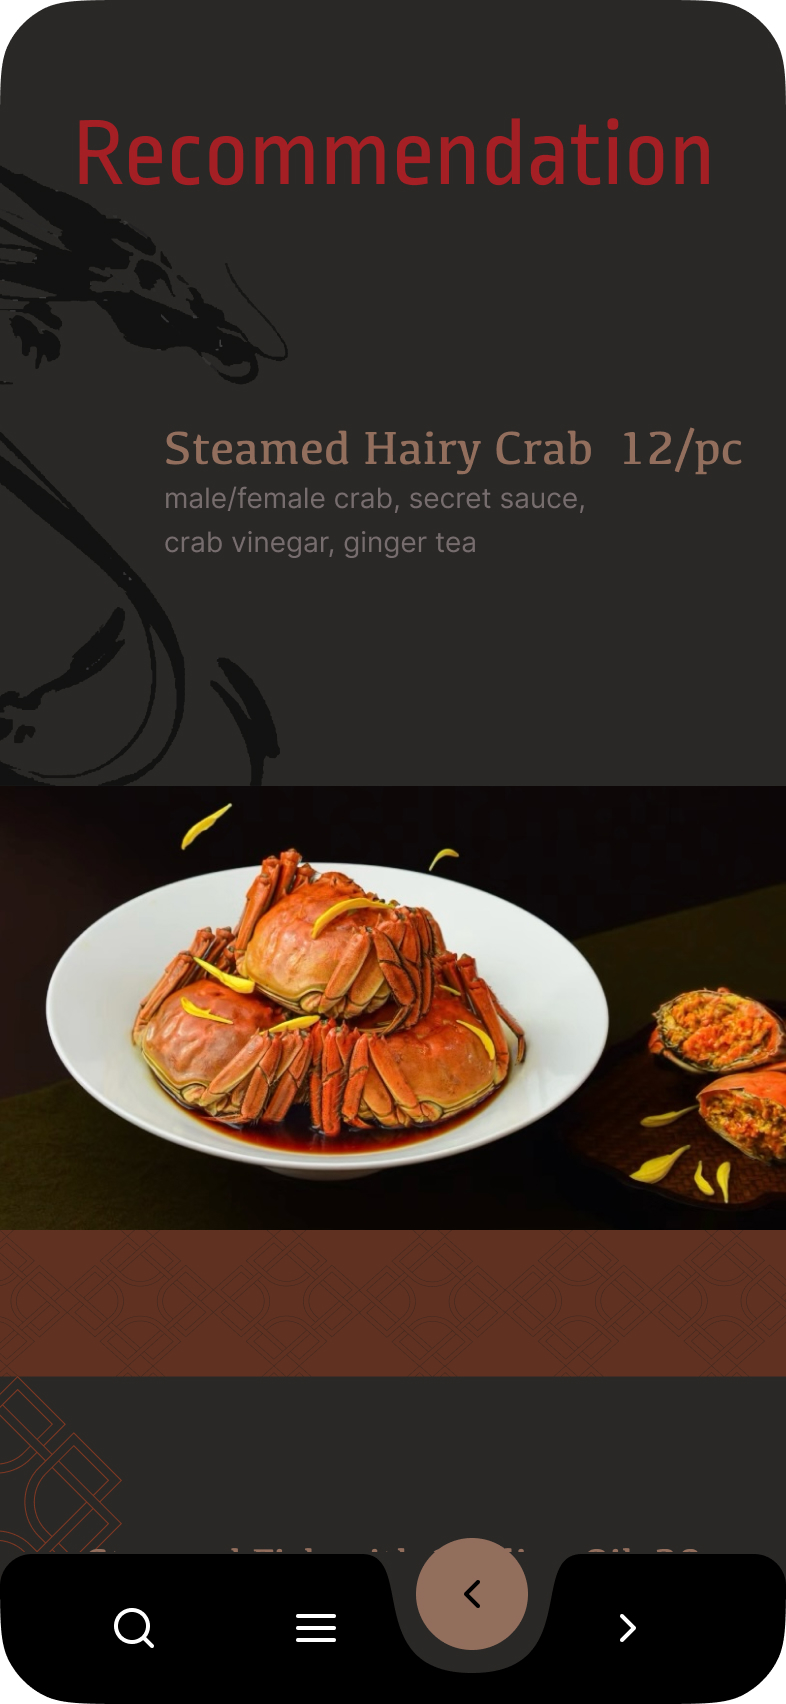 Recommendation
Steamed Hairy Crab 12/pc
male/female crab, secret sauce,
crab vinegar, ginger tea